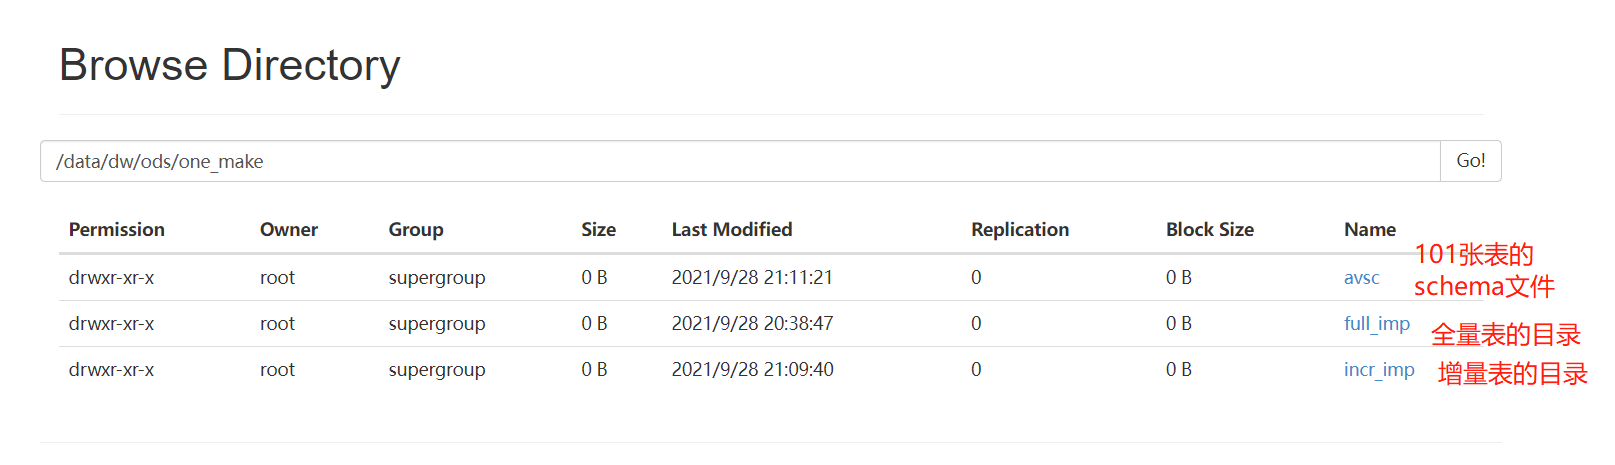 Browse Directory
/data/dw/ods/one_make Go!
Permission Owner Group Size Last Modified Replication Block Size Name
drwxr-xr-x root supergroup 0 B 2021/9/28 21:11:21 0 0 B avsc
101张表的
schema文件
drwxr-xr-x root supergroup 0 B 2021/9/28 20:38:47 0 0 B full_imp 全量表的目录
drwxr-xr-x root supergroup 0 B 2021/9/28 21:09:40 0 0 B incr_imp 增量表的目录